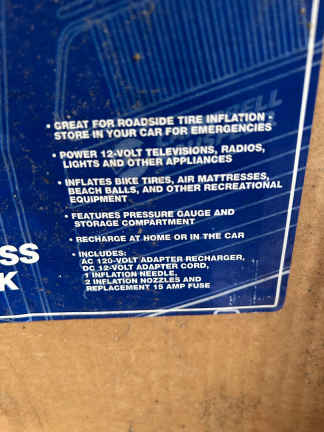 • GREAT FOR ROADSIDE TIRE INFLATION -
STORE IN YOUR CAR FOR EMERGENCIES
• POWER 12-VOLT TELEVISIONS, RADIOS,
LIGHTS AND OTHER APPLIANCES
• INFLATES BIKE TIRES, AIR MATTRESSES,
BEACH BALLS, AND OTHER RECREATIONAL
EQUIPMENT
• FEATURES PRESSURE GAUGE AND
STORAGE COMPARTMENT
• RECHARGE AT HOME OR IN THE CAR
• INCLUDES:
AC 120-VOLT ADAPTER RECHARGER,
DC 12-VOLT ADAPTER CORD,
1 INFLATION NEEDLE,
2 INFLATION NOZZLES AND
REPLACEMENT 15 AMP FUSE
SS
K